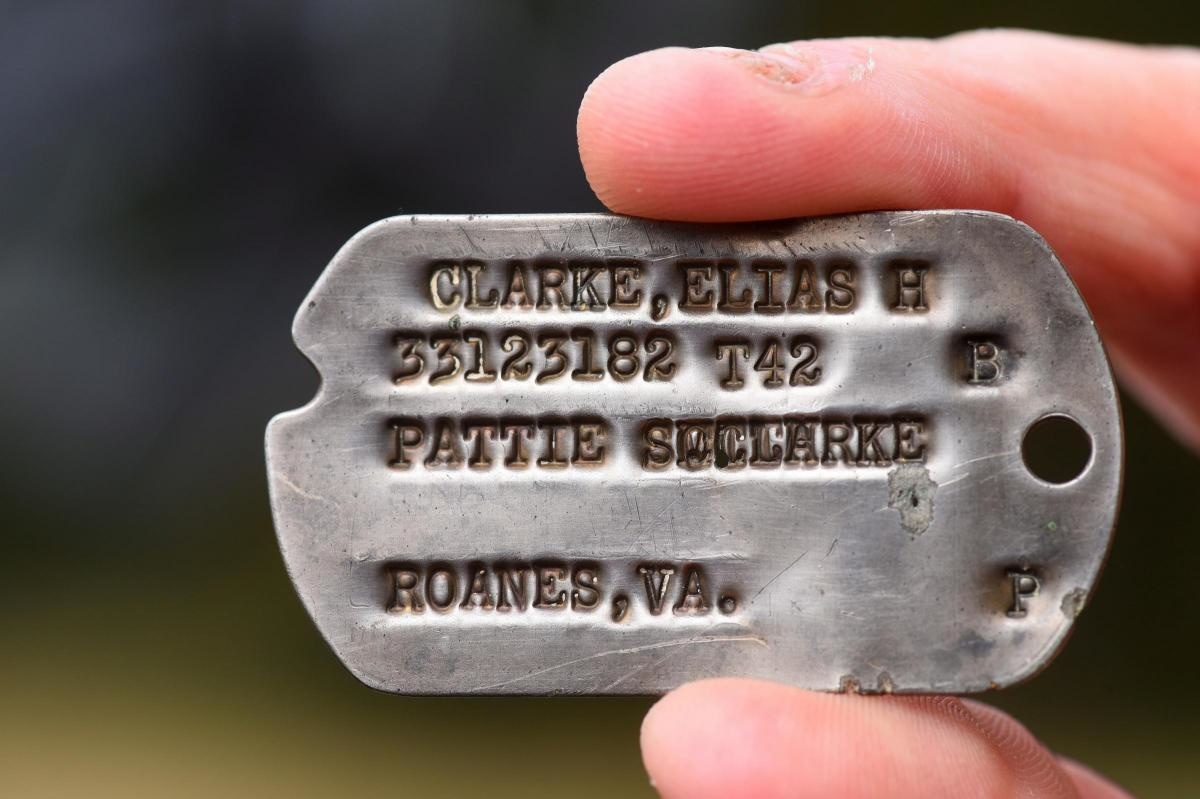 CLARKE,ELIAS H
33123182 T42 B
PATTIE CLARKE
ROANES,VA. P